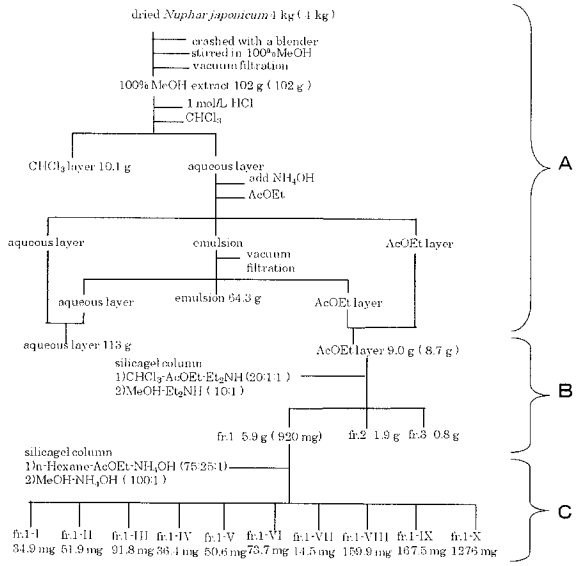 dried Nuphar japonicum 4 kg ( 4 kg )
crashed with a blender
stirred in 100%MeOH
vacuum filtration
100% MeOH extract 102 g ( 102 g )
1 mol/L HCl
CHCl3
CHCl3 layer 10.1 g
aqueous layer
add NH4OH
AcOEt
A
aqueous layer
emulsion
AcOEt layer
vacuum
filtration
aqueous layer
emulsion 64.3 g
AcOEt layer
aqueous layer 113 g
AcOEt layer 9.0 g ( 8.7 g )
silicagel column
1)CHCl3-AcOEt-Et2NH (20:1:1 )
2)MeOH-Et2NH ( 10:1 )
B
fr.1 5.9 g ( 920 mg )
fr.2 1.9 g
fr.3 0.8 g
silicagel column
1)n-Hexane-AcOEt-NH4OH (75:25:1)
2)MeOH-NH4OH ( 100:1 )
C
fr.1-I fr.1-II fr.1-III fr.1-IV fr.1-V fr.1-VI fr.1-VII fr.1-VIII fr.1-IX fr.1-X
34.9 mg 51.9 mg 91.8 mg 36.4 mg 50.6 mg 73.7 mg 14.5 mg 159.9 mg 167.5 mg 1276 mg